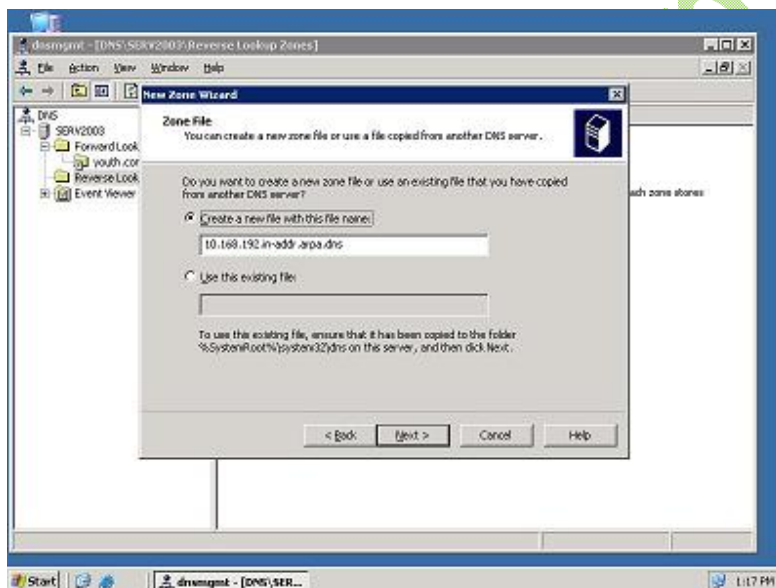 dnsmgmt - [DNS\SERV2003\Reverse Lookup Zones]
File Action View Window Help
DNS
SERV2003
Forward Look
youth.com
Reverse Look
Event Viewer
New Zone Wizard
Zone File
You can create a new zone file or use a file copied from another DNS server.
Do you want to create a new zone file or use an existing file that you have copied
from another DNS server?
Create a new file with this file name:
10.168.192.in-addr.arpa.dns
Use this existing file:
To use this existing file, ensure that it has been copied to the folder
%SystemRoot%\system32\dns on this server, and then click Next.
< Back
Next >
Cancel
Help
ach zone stores
Start
dnsmgmt - [DNS\SER...
1:17 PM